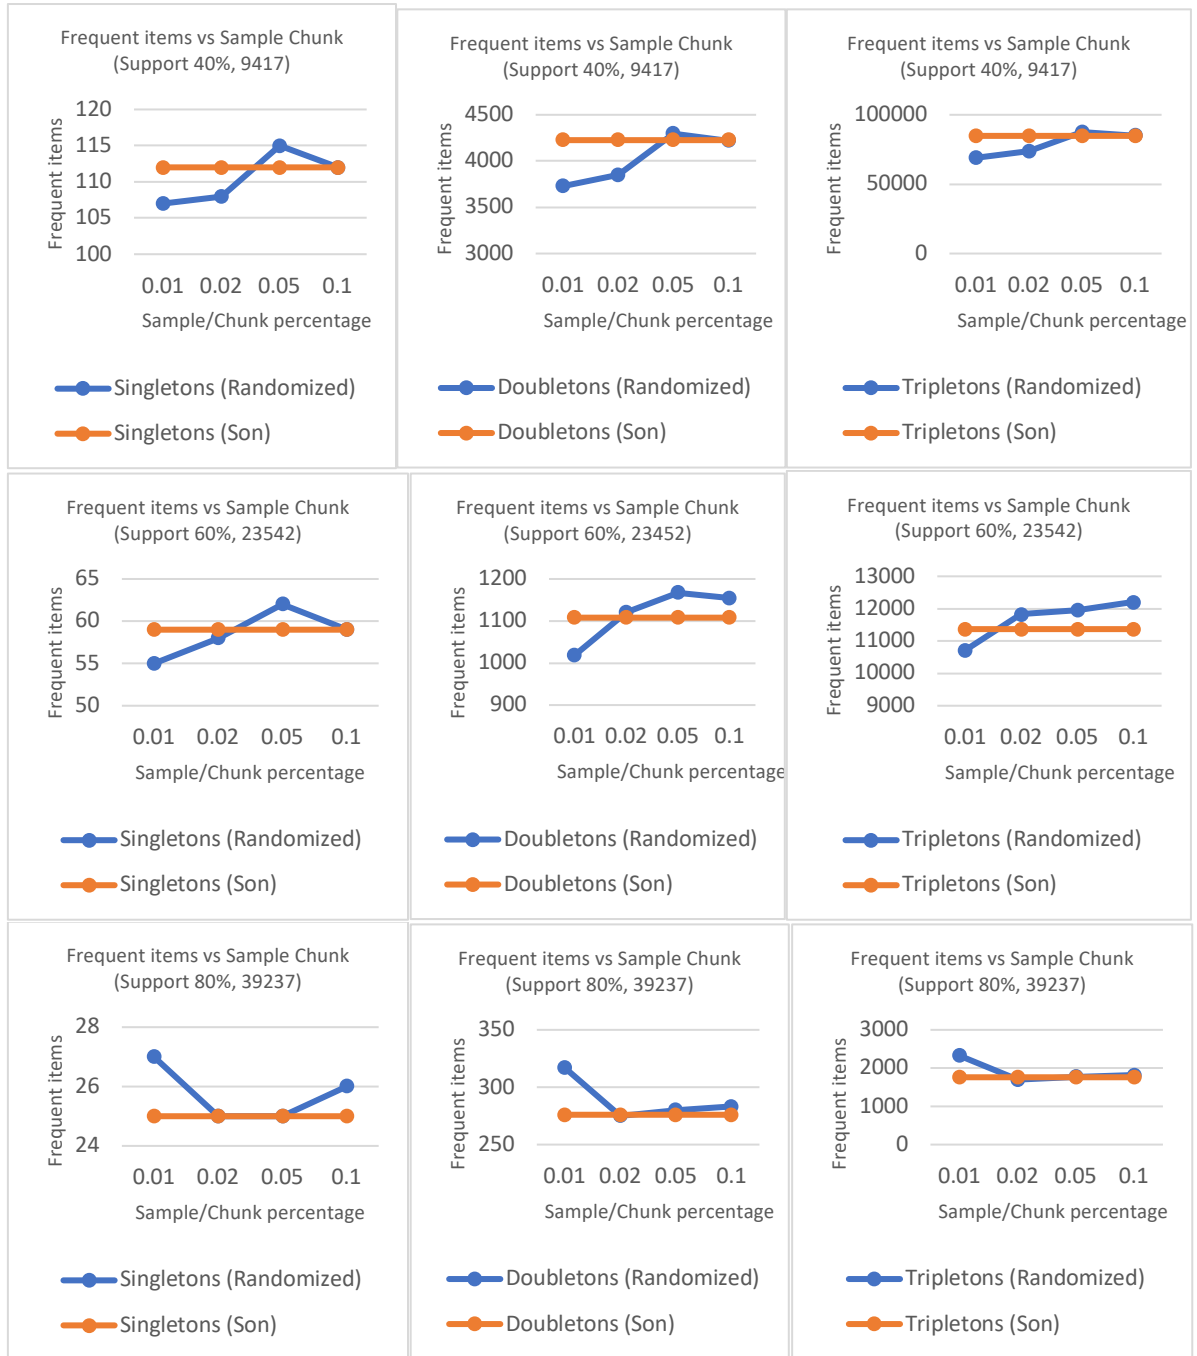 Frequent items vs Sample Chunk
(Support 40%, 9417)
Frequent items
120
115
110
105
100
0.01 0.02 0.05 0.1
Sample/Chunk percentage
Singletons (Randomized)
Singletons (Son)
Frequent items vs Sample Chunk
(Support 40%, 9417)
Frequent items
4500
4000
3500
3000
0.01 0.02 0.05 0.1
Sample/Chunk percentage
Doubletons (Randomized)
Doubletons (Son)
Frequent items vs Sample Chunk
(Support 40%, 9417)
Frequent items
100000
50000
0
0.01 0.02 0.05 0.1
Sample/Chunk percentage
Tripletons (Randomized)
Tripletons (Son)
Frequent items vs Sample Chunk
(Support 60%, 23542)
Frequent items
65
60
55
50
0.01 0.02 0.05 0.1
Sample/Chunk percentage
Singletons (Randomized)
Singletons (Son)
Frequent items vs Sample Chunk
(Support 60%, 23452)
Frequent items
1200
1100
1000
900
0.01 0.02 0.05 0.1
Sample/Chunk percentage
Doubletons (Randomized)
Doubletons (Son)
Frequent items vs Sample Chunk
(Support 60%, 23542)
Frequent items
13000
12000
11000
10000
9000
0.01 0.02 0.05 0.1
Sample/Chunk percentage
Tripletons (Randomized)
Tripletons (Son)
Frequent items vs Sample Chunk
(Support 80%, 39237)
Frequent items
28
26
24
0.01 0.02 0.05 0.1
Sample/Chunk percentage
Singletons (Randomized)
Singletons (Son)
Frequent items vs Sample Chunk
(Support 80%, 39237)
Frequent items
350
300
250
0.01 0.02 0.05 0.1
Sample/Chunk percentage
Doubletons (Randomized)
Doubletons (Son)
Frequent items vs Sample Chunk
(Support 80%, 39237)
Frequent items
3000
2000
1000
0
0.01 0.02 0.05 0.1
Sample/Chunk percentage
Tripletons (Randomized)
Tripletons (Son)